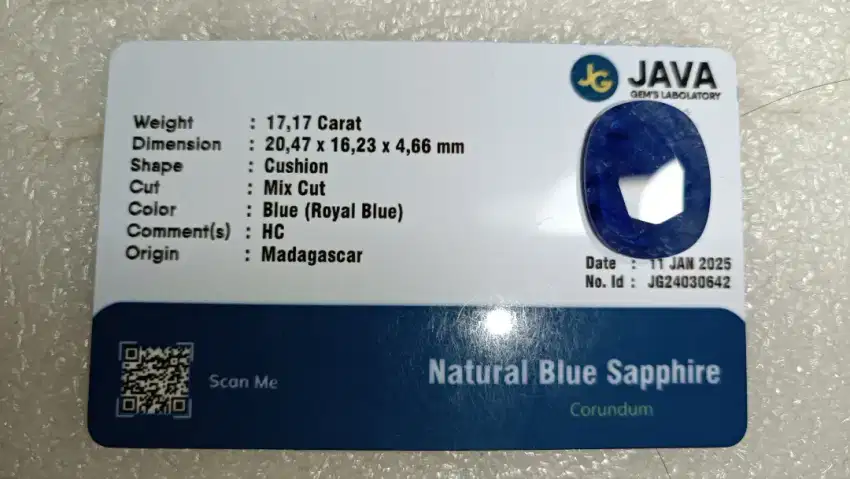 JG
JAVA
GEM'S LABOLATORY
Weight : 17,17 Carat
Dimension : 20,47 x 16,23 x 4,66 mm
Shape : Cushion
Cut : Mix Cut
Color : Blue (Royal Blue)
Comment(s) : HC
Origin : Madagascar
Date : 11 JAN 2025
No. Id : JG24030642
Scan Me
Natural Blue Sapphire
Corundum